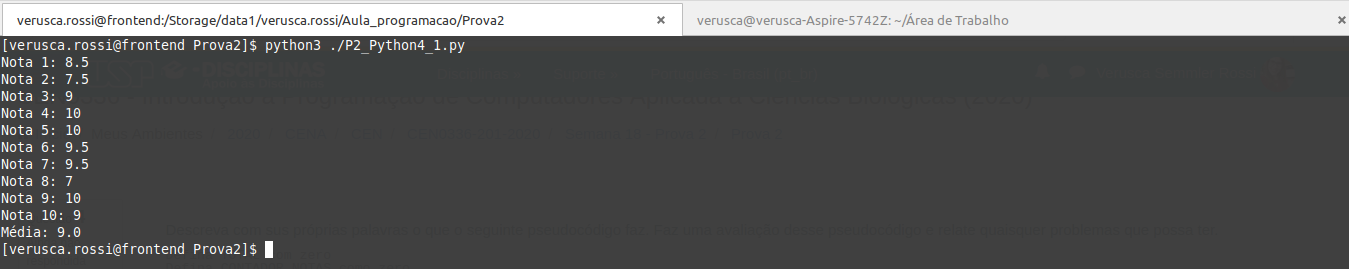 verusca.rossi@frontend:/Storage/data1/verusca.rossi/Aula_programacao/Prova2 × verusca@verusca-Aspire-5742Z: ~/Área de Trabalho ×
[verusca.rossi@frontend Prova2]$ python3 ./P2_Python4_1.py
Nota 1: 8.5
Nota 2: 7.5
Nota 3: 9
Nota 4: 10
Nota 5: 10
Nota 6: 9.5
Nota 7: 9.5
Nota 8: 7
Nota 9: 10
Nota 10: 9
Média: 9.0
[verusca.rossi@frontend Prova2]$